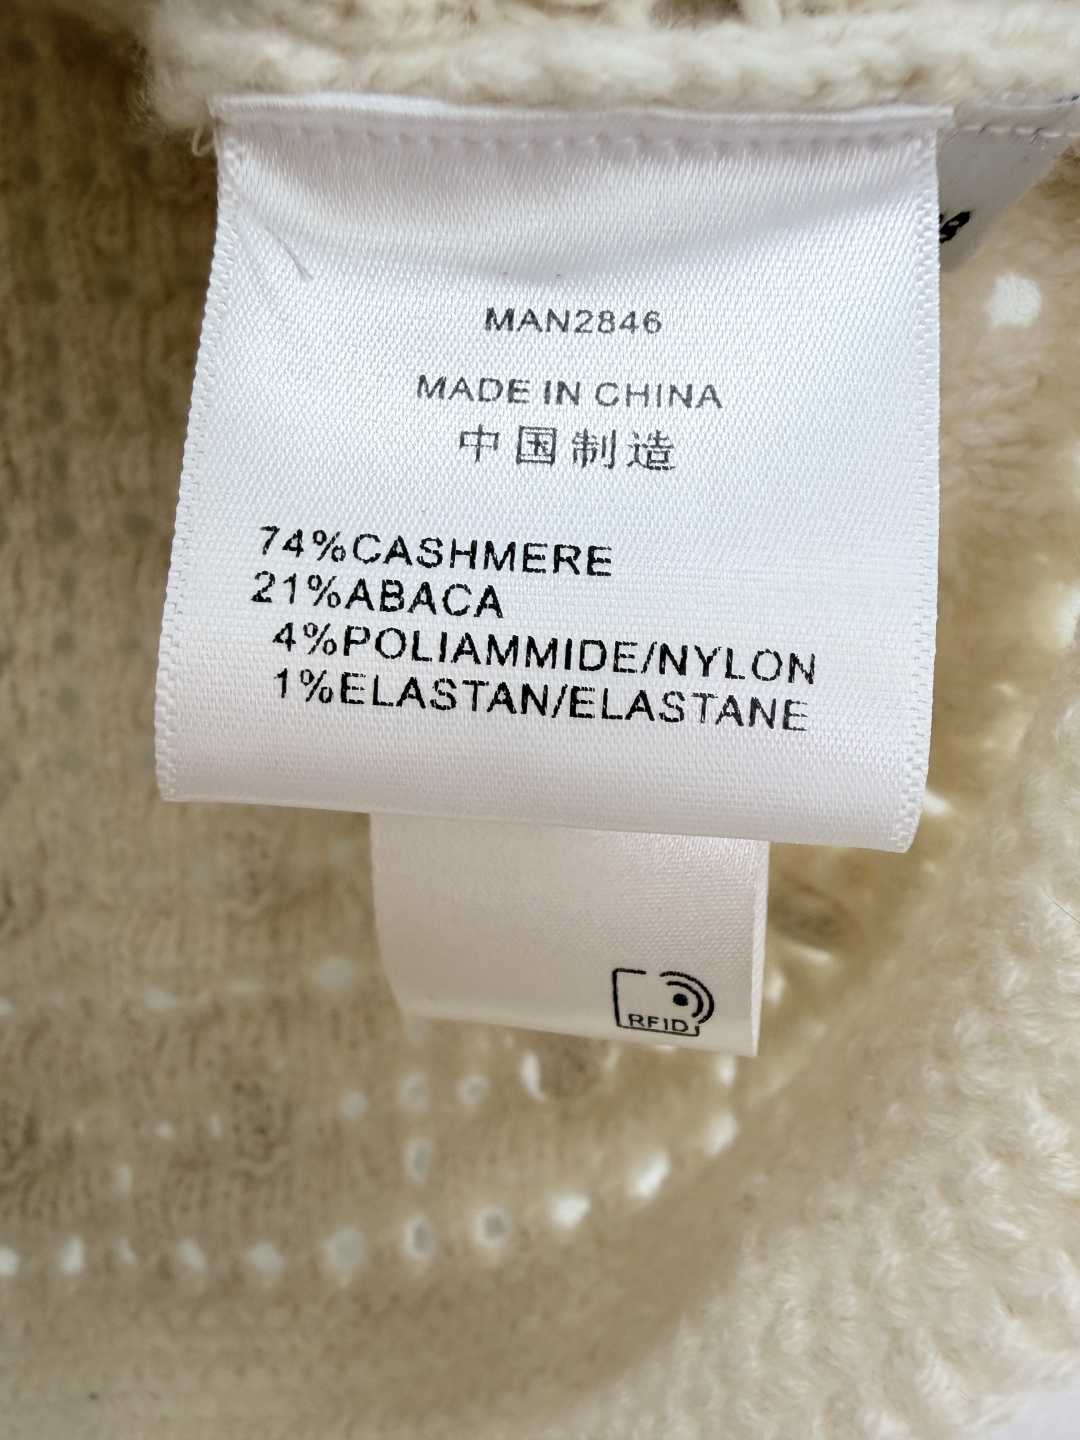 MAN2846
MADE IN CHINA
中国制造
74%CASHMERE
21%ABACA
4%POLIAMMIDE/NYLON
1%ELASTAN/ELASTANE
RFID